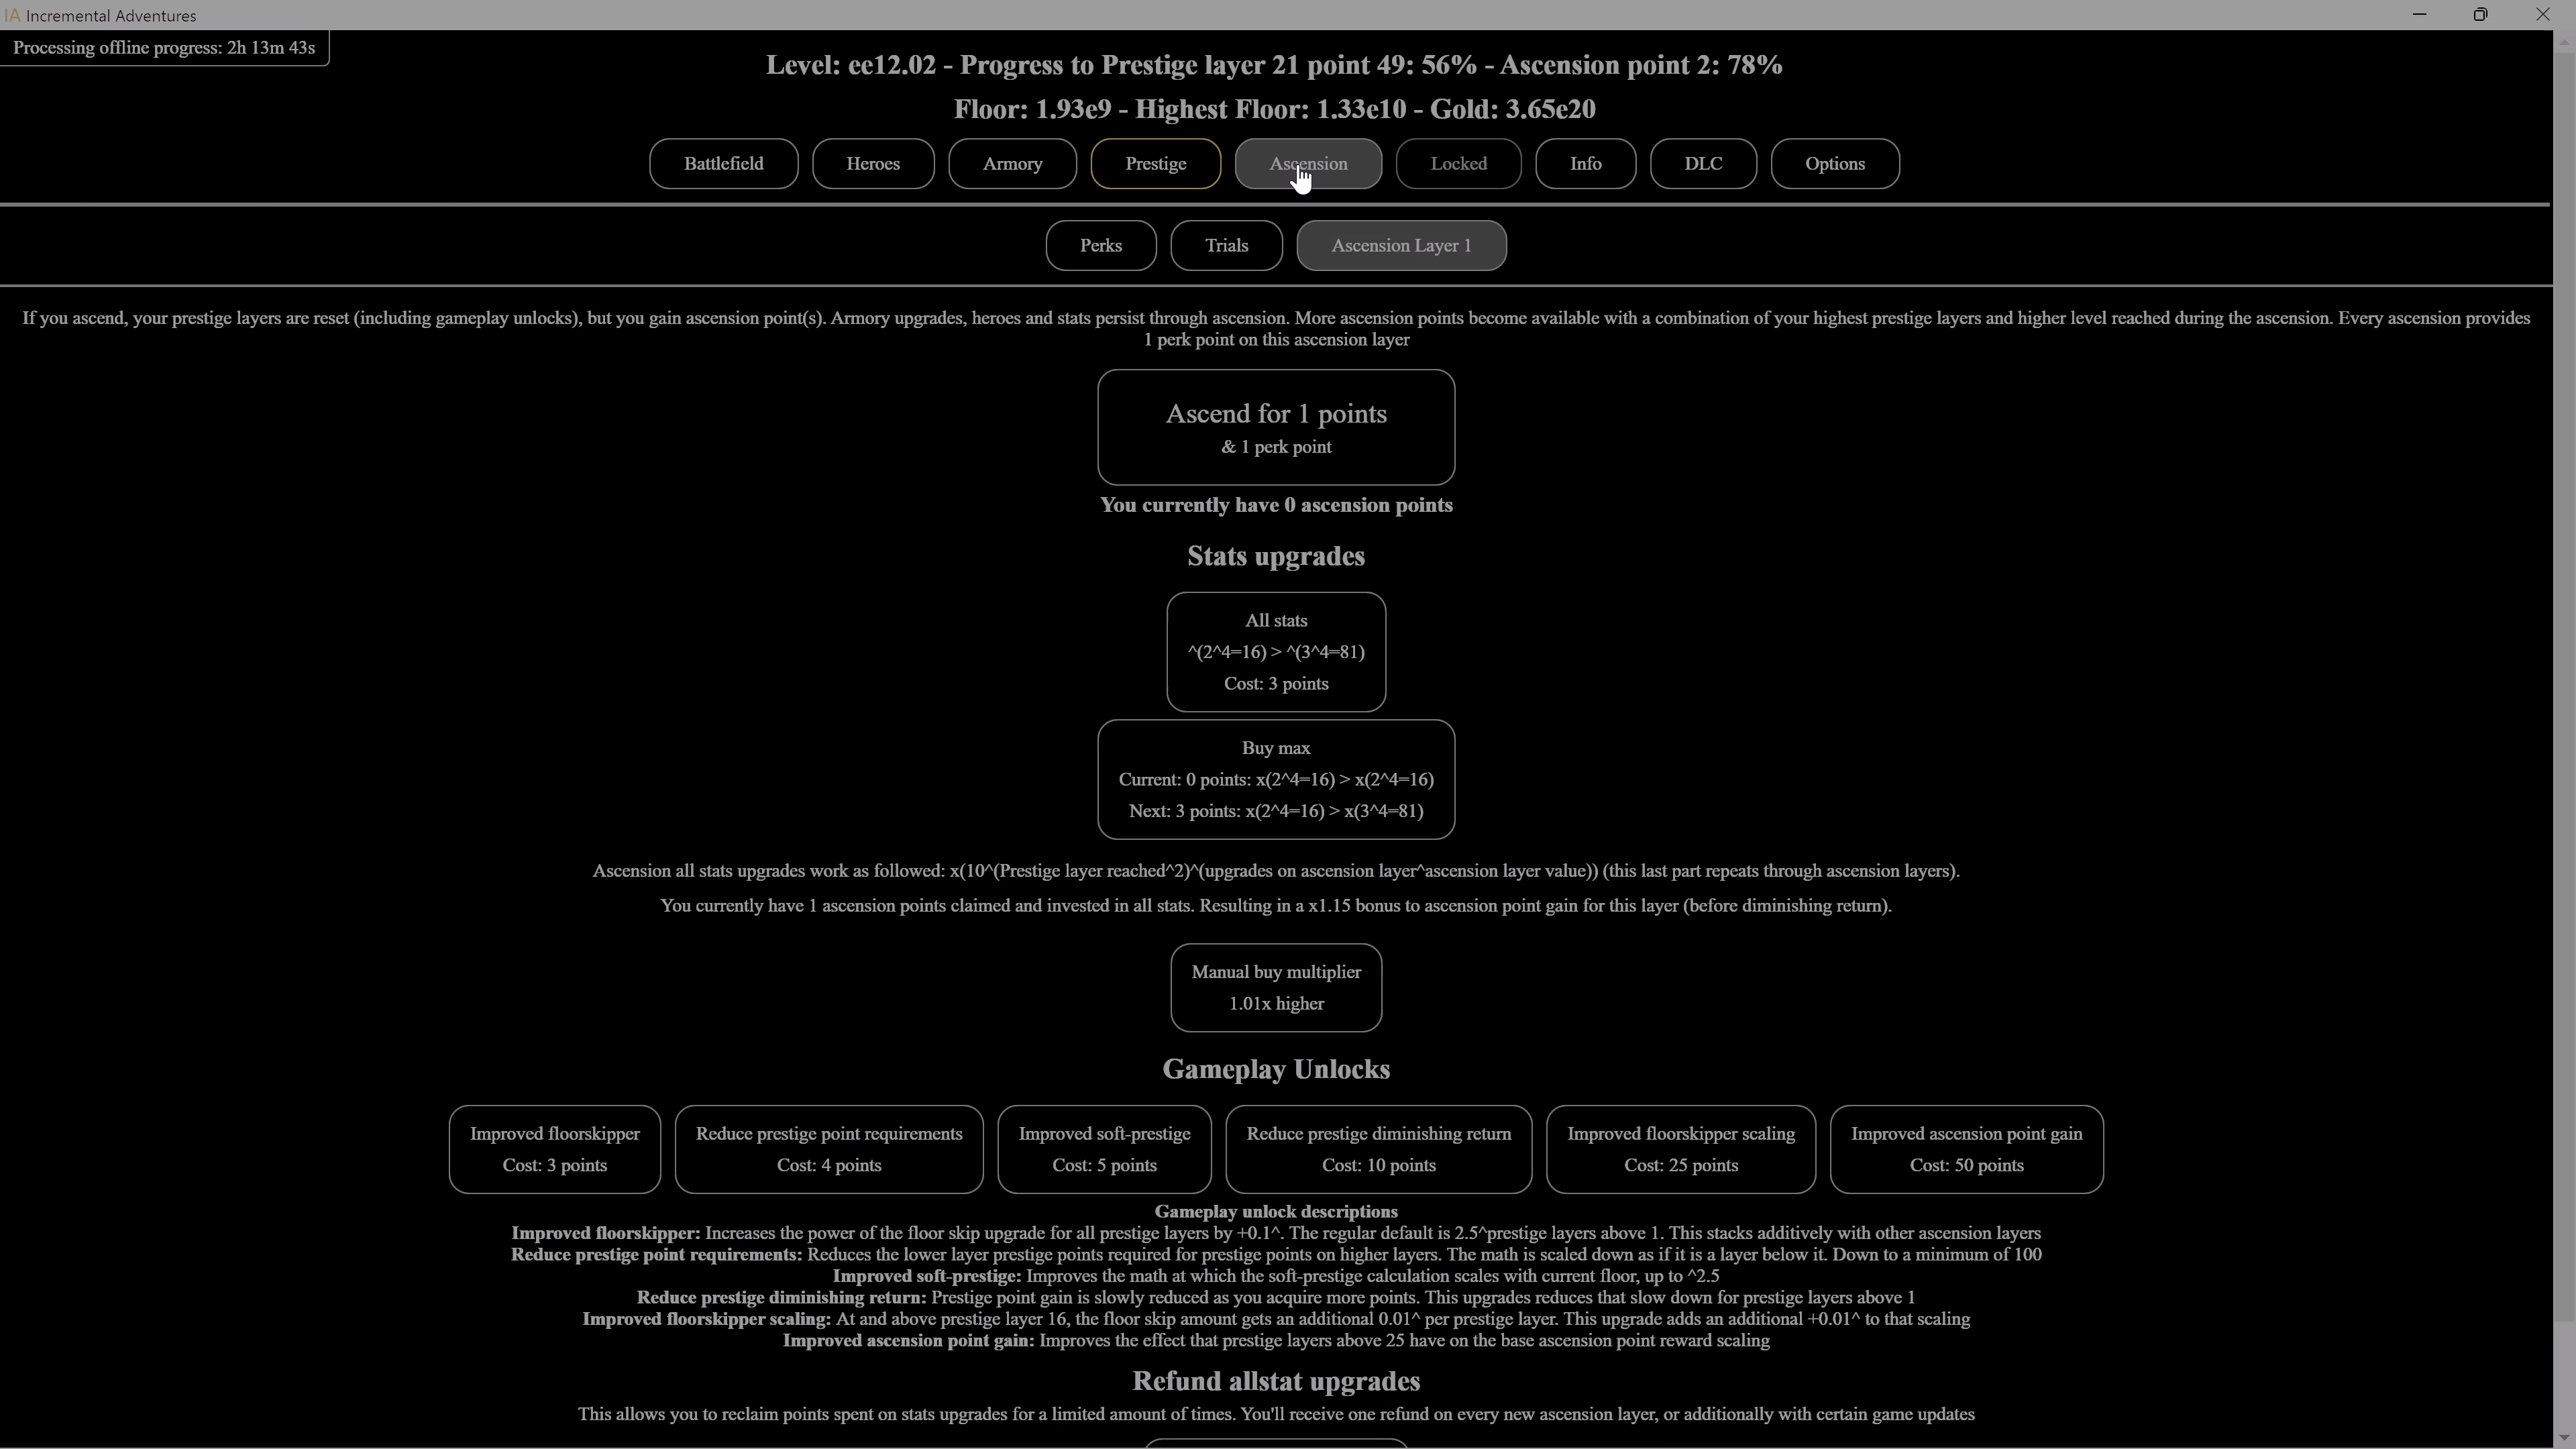 IA Incremental Adventures
Processing offline progress: 2h 13m 43s
Level: ee12.02 - Progress to Prestige layer 21 point 49: 56% - Ascension point 2: 78%
Floor: 1.93e9 - Highest Floor: 1.33e10 - Gold: 3.65e20
Battlefield Heroes Armory Prestige Ascension Locked Info DLC Options
Perks Trials Ascension Layer 1
If you ascend, your prestige layers are reset (including gameplay unlocks), but you gain ascension point(s). Armory upgrades, heroes and stats persist through ascension. More ascension points become available with a combination of your highest prestige layers and higher level reached during the ascension. Every ascension provides
1 perk point on this ascension layer
Ascend for 1 points
& 1 perk point
You currently have 0 ascension points
Stats upgrades
All stats
^(2^4=16) > ^(3^4=81)
Cost: 3 points
Buy max
Current: 0 points: x(2^4=16) > x(2^4=16)
Next: 3 points: x(2^4=16) > x(3^4=81)
Ascension all stats upgrades work as followed: x(10^(Prestige layer reached^2)^(upgrades on ascension layer^ascension layer value)) (this last part repeats through ascension layers).
You currently have 1 ascension points claimed and invested in all stats. Resulting in a x1.15 bonus to ascension point gain for this layer (before diminishing return).
Manual buy multiplier
1.01x higher
Gameplay Unlocks
Improved floorskipper Reduce prestige point requirements Improved soft-prestige Reduce prestige diminishing return Improved floorskipper scaling Improved ascension point gain
Cost: 3 points Cost: 4 points Cost: 5 points Cost: 10 points Cost: 25 points Cost: 50 points
Gameplay unlock descriptions
Improved floorskipper: Increases the power of the floor skip upgrade for all prestige layers by +0.1^. The regular default is 2.5^prestige layers above 1. This stacks additively with other ascension layers
Reduce prestige point requirements: Reduces the lower layer prestige points required for prestige points on higher layers. The math is scaled down as if it is a layer below it. Down to a minimum of 100
Improved soft-prestige: Improves the math at which the soft-prestige calculation scales with current floor, up to ^2.5
Reduce prestige diminishing return: Prestige point gain is slowly reduced as you acquire more points. This upgrades reduces that slow down for prestige layers above 1
Improved floorskipper scaling: At and above prestige layer 16, the floor skip amount gets an additional 0.01^ per prestige layer. This upgrade adds an additional +0.01^ to that scaling
Improved ascension point gain: Improves the effect that prestige layers above 25 have on the base ascension point reward scaling
Refund allstat upgrades
This allows you to reclaim points spent on stats upgrades for a limited amount of times. You'll receive one refund on every new ascension layer, or additionally with certain game updates